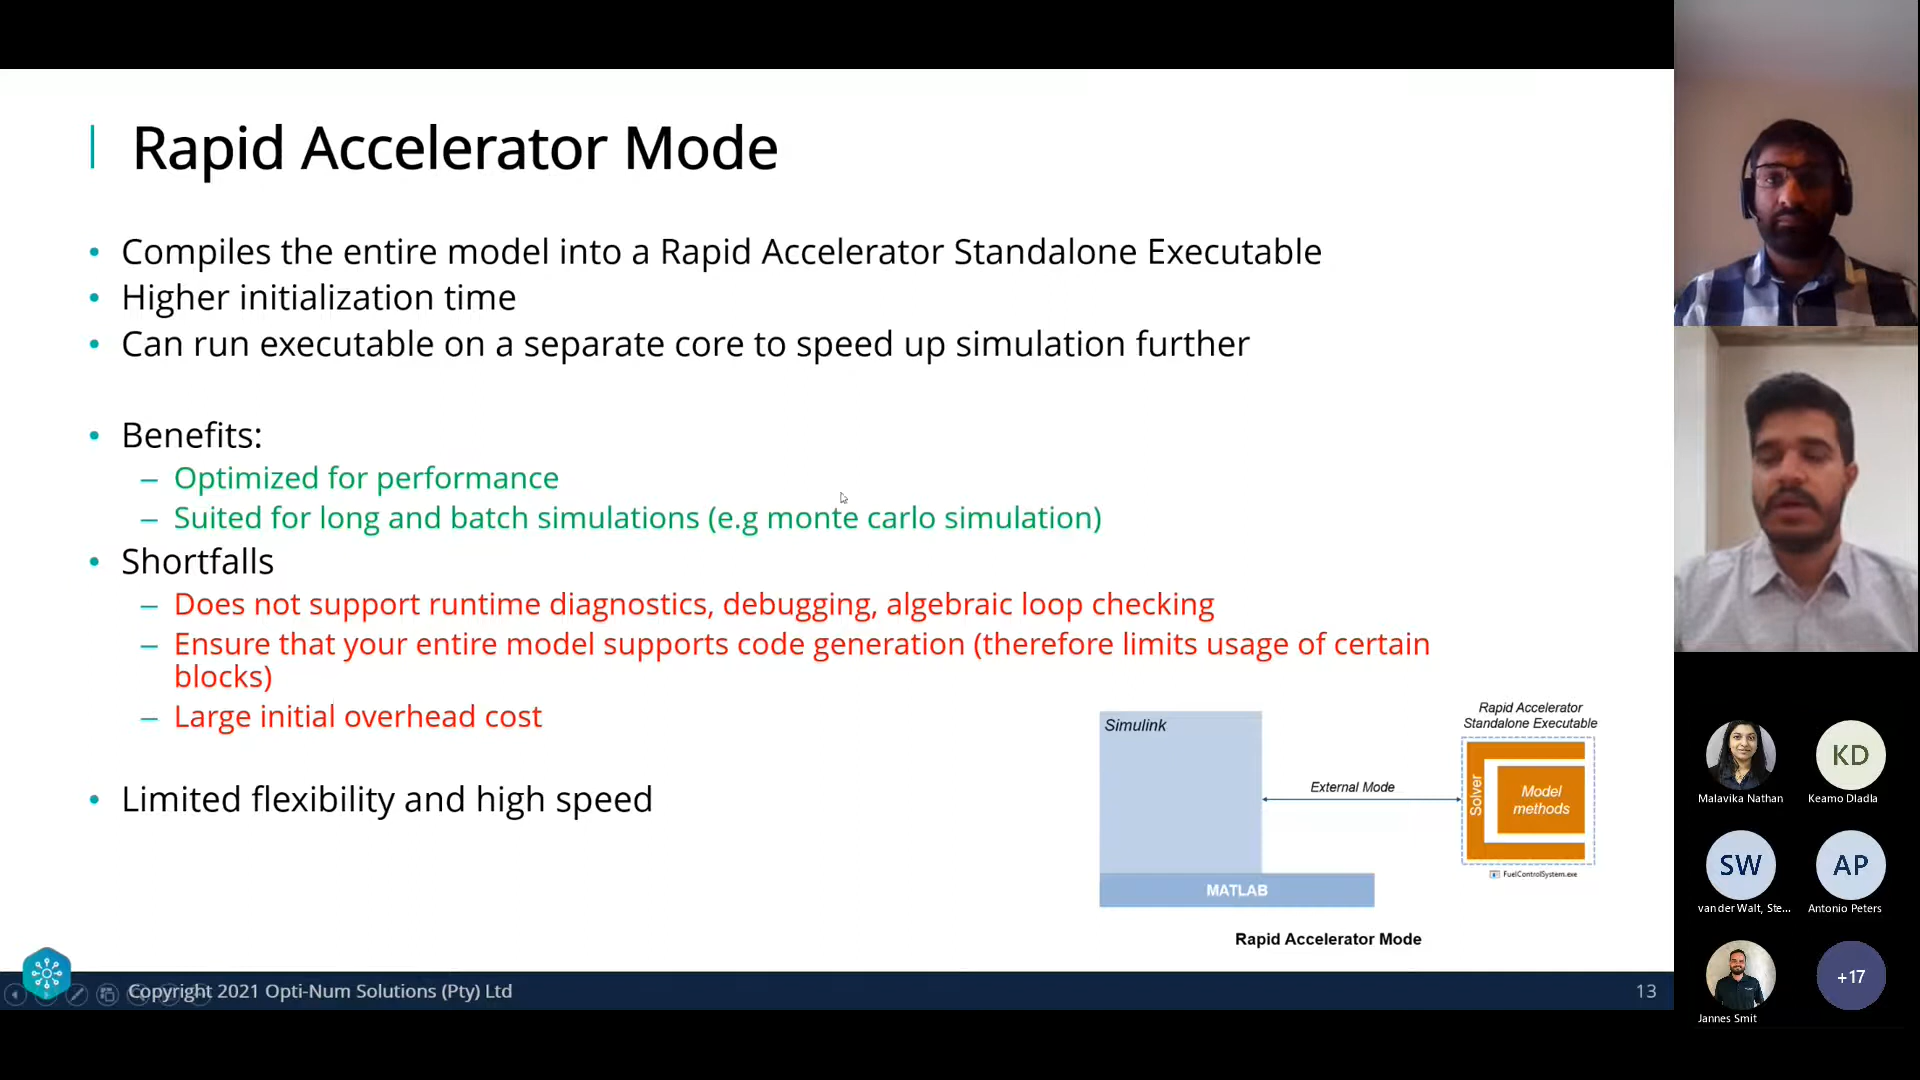 Rapid Accelerator Mode
• Compiles the entire model into a Rapid Accelerator Standalone Executable
• Higher initialization time
• Can run executable on a separate core to speed up simulation further
• Benefits:
– Optimized for performance
– Suited for long and batch simulations (e.g monte carlo simulation)
• Shortfalls
– Does not support runtime diagnostics, debugging, algebraic loop checking
– Ensure that your entire model supports code generation (therefore limits usage of certain
blocks)
– Large initial overhead cost
• Limited flexibility and high speed
Simulink
MATLAB
External Mode
Rapid Accelerator
Standalone Executable
Solver
Model
methods
FuelControlSystem.exe
Rapid Accelerator Mode
Copyright 2021 Opti-Num Solutions (Pty) Ltd
13
Malavika Nathan
KD
Keamo Dladla
SW
van der Walt, Ste...
AP
Antonio Peters
Jannes Smit
+17